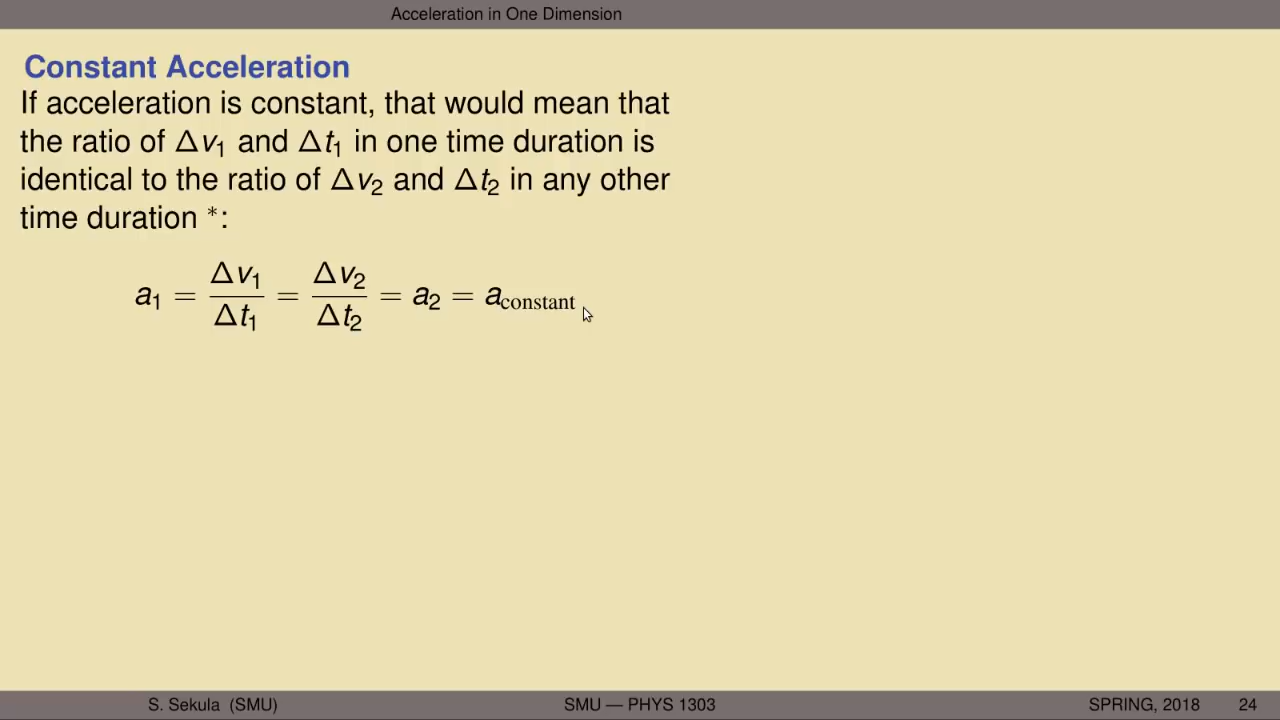 Acceleration in One Dimension
Constant Acceleration
If acceleration is constant, that would mean that
the ratio of Δv₁ and Δt₁ in one time duration is
identical to the ratio of Δv₂ and Δt₂ in any other
time duration *:
a₁ = Δv₁/Δt₁ = Δv₂/Δt₂ = a₂ = a_constant
S. Sekula (SMU) SMU — PHYS 1303 SPRING, 2018 24